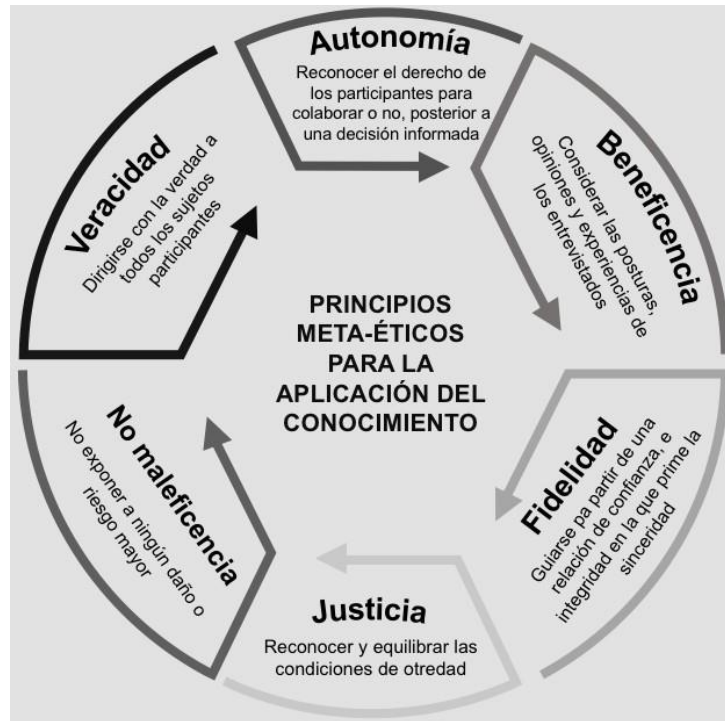 Autonomía
Reconocer el derecho de
los participantes para
colaborar o no, posterior a
una decisión informada
Beneficencia
Considerar las posturas,
opiniones y experiencias de
los entrevistados
Fidelidad
Guiarse pa partir de una
relación de confianza, e
integridad en la que prime la
sinceridad
Justicia
Reconocer y equilibrar las
condiciones de otredad
No maleficencia
No exponer a ningún daño o
riesgo mayor
Veracidad
Dirigirse con la verdad a
todos los sujetos
participantes
PRINCIPIOS
META-ÉTICOS
PARA LA
APLICACIÓN DEL
CONOCIMIENTO